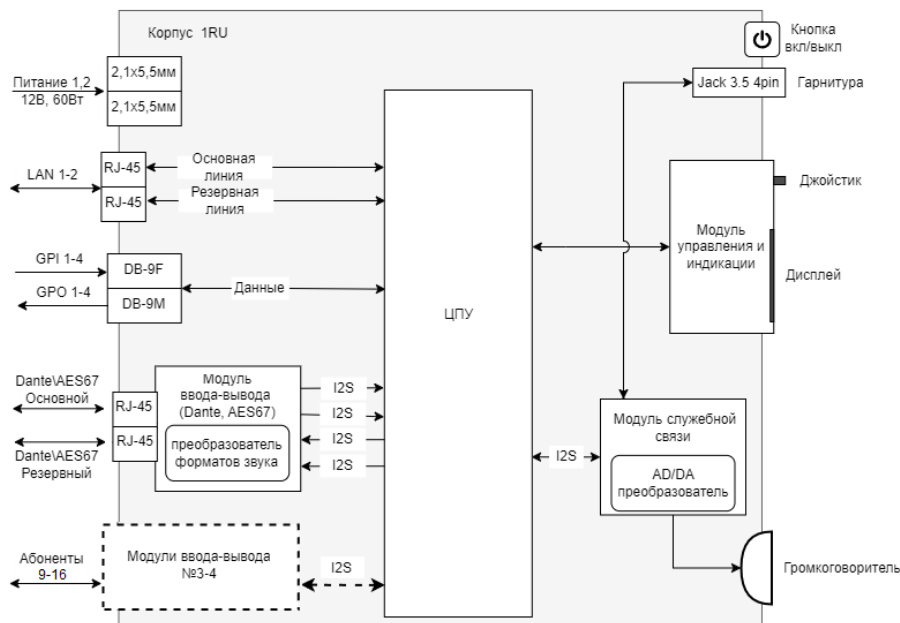 Корпус 1RU
Кнопка
вкл/выкл
Питание 1,2
12В, 60Вт
2,1x5,5мм
2,1x5,5мм
Jack 3.5 4pin
Гарнитура
LAN 1-2
RJ-45
RJ-45
Основная
линия
Резервная
линия
Джойстик
Модуль
управления и
индикации
Дисплей
GPI 1-4
GPO 1-4
DB-9F
DB-9M
Данные
ЦПУ
Dante\AES67
Основной
Dante\AES67
Резервный
RJ-45
RJ-45
Модуль
ввода-вывода
(Dante, AES67)
преобразователь
форматов звука
I2S
I2S
I2S
I2S
I2S
Модуль служебной
связи
AD/DA
преобразователь
Абоненты
9-16
Модули ввода-вывода
№3-4
I2S
Громкоговоритель